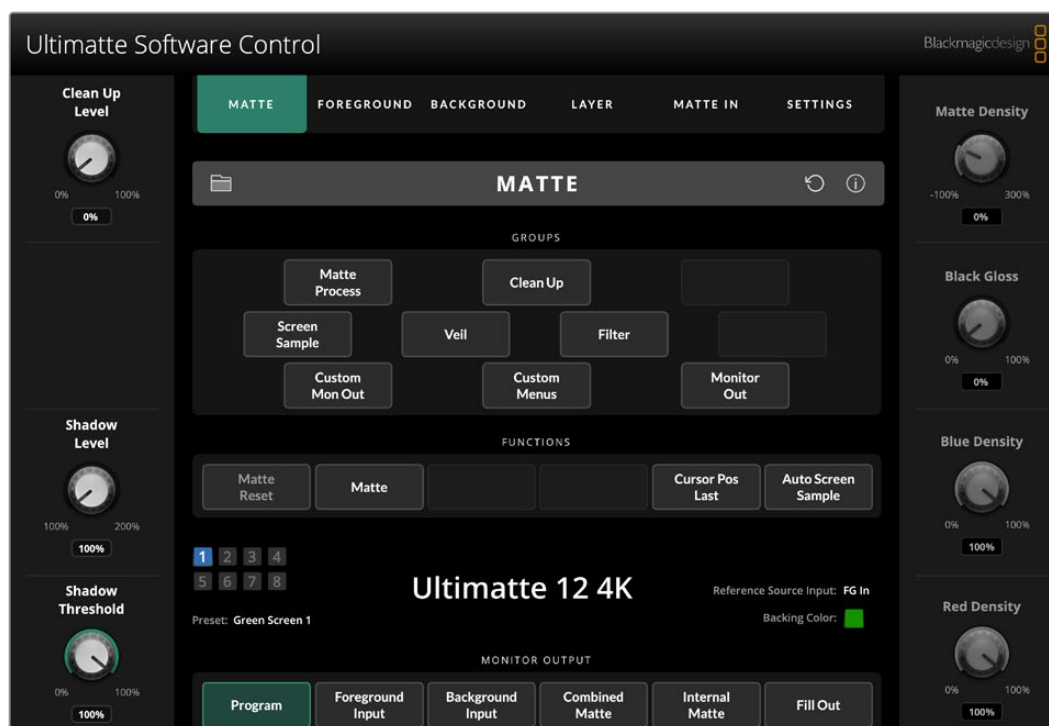 Ultimatte Software Control
Blackmagicdesign
Clean Up
Level
0% 100%
0%
Shadow
Level
100% 200%
100%
Shadow
Threshold
0% 100%
100%
MATTE FOREGROUND BACKGROUND LAYER MATTE IN SETTINGS
MATTE
GROUPS
Matte
Process
Clean Up
Screen
Sample
Veil
Filter
Custom
Mon Out
Custom
Menus
Monitor
Out
FUNCTIONS
Matte
Reset
Matte
Cursor Pos
Last
Auto Screen
Sample
1 2 3 4
5 6 7 8
Preset: Green Screen 1
Ultimatte 12 4K
Reference Source Input: FG In
Backing Color:
MONITOR OUTPUT
Program
Foreground
Input
Background
Input
Combined
Matte
Internal
Matte
Fill Out
Matte Density
-100% 300%
0%
Black Gloss
0% 100%
0%
Blue Density
0% 100%
100%
Red Density
0% 100%
100%